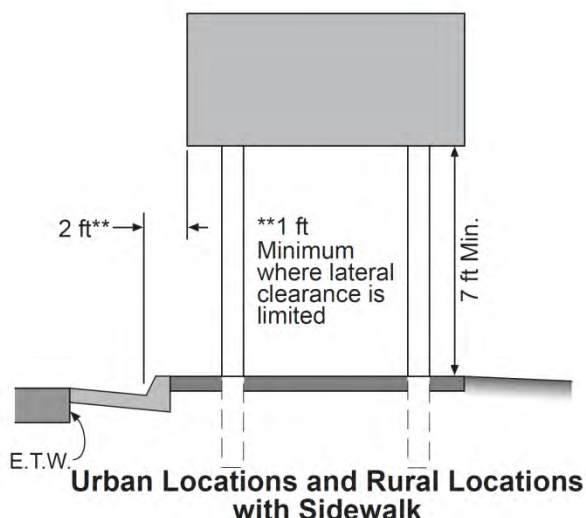 2 ft**
**1 ft
Minimum
where lateral
clearance is
limited
7 ft Min.
E.T.W.
Urban Locations and Rural Locations
with Sidewalk